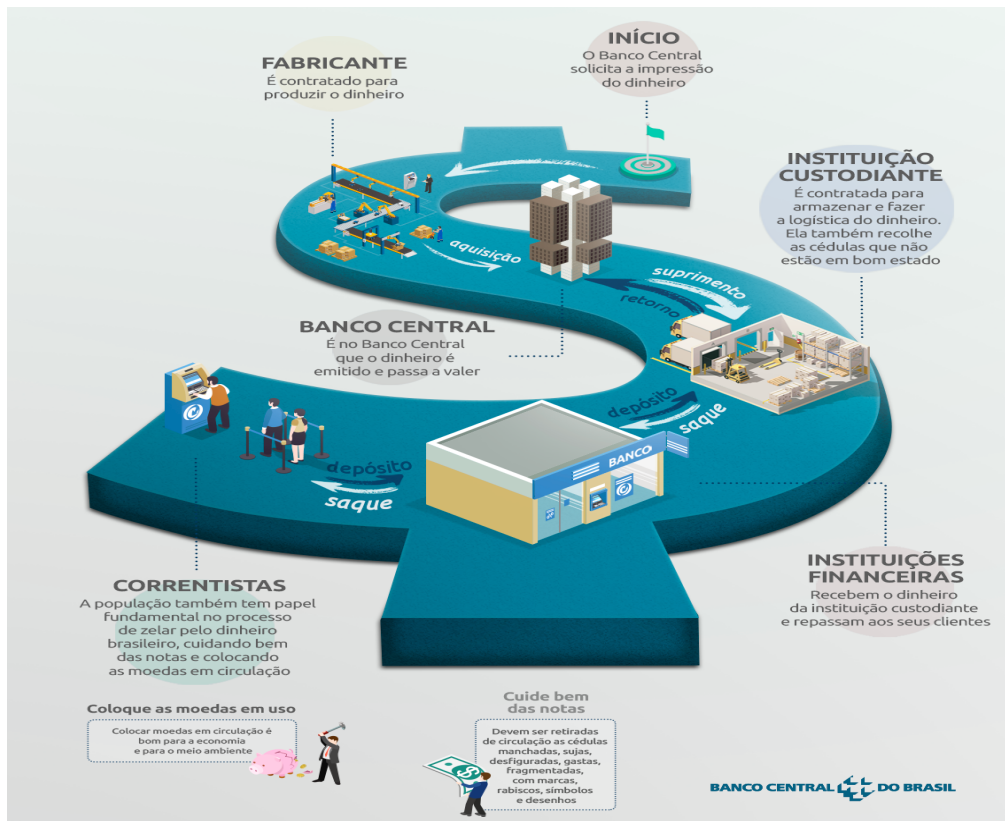 INÍCIO
O Banco Central
solicita a impressão
do dinheiro
FABRICANTE
É contratado para
produzir o dinheiro
INSTITUIÇÃO
CUSTODIANTE
É contratada para
armazenar e fazer
a logística do dinheiro.
Ela também recolhe
as cédulas que não
estão em bom estado
aquisição
suprimento
retorno
BANCO CENTRAL
É no Banco Central
que o dinheiro é
emitido e passa a valer
depósito
saque
BANCO
depósito
saque
INSTITUIÇÕES
FINANCEIRAS
Recebem o dinheiro
da instituição custodiante
e repassam aos seus clientes
CORRENTISTAS
A população também tem papel
fundamental no processo
de zelar pelo dinheiro
brasileiro, cuidando bem
das notas e colocando
as moedas em circulação
Coloque as moedas em uso
Colocar moedas em circulação é
bom para a economia
e para o meio ambiente
Cuide bem
das notas
Devem ser retiradas
de circulação as cédulas
manchadas, sujas,
desfiguradas, gastas,
fragmentadas,
com marcas,
rabiscos, símbolos
e desenhos
BANCO CENTRAL DO BRASIL